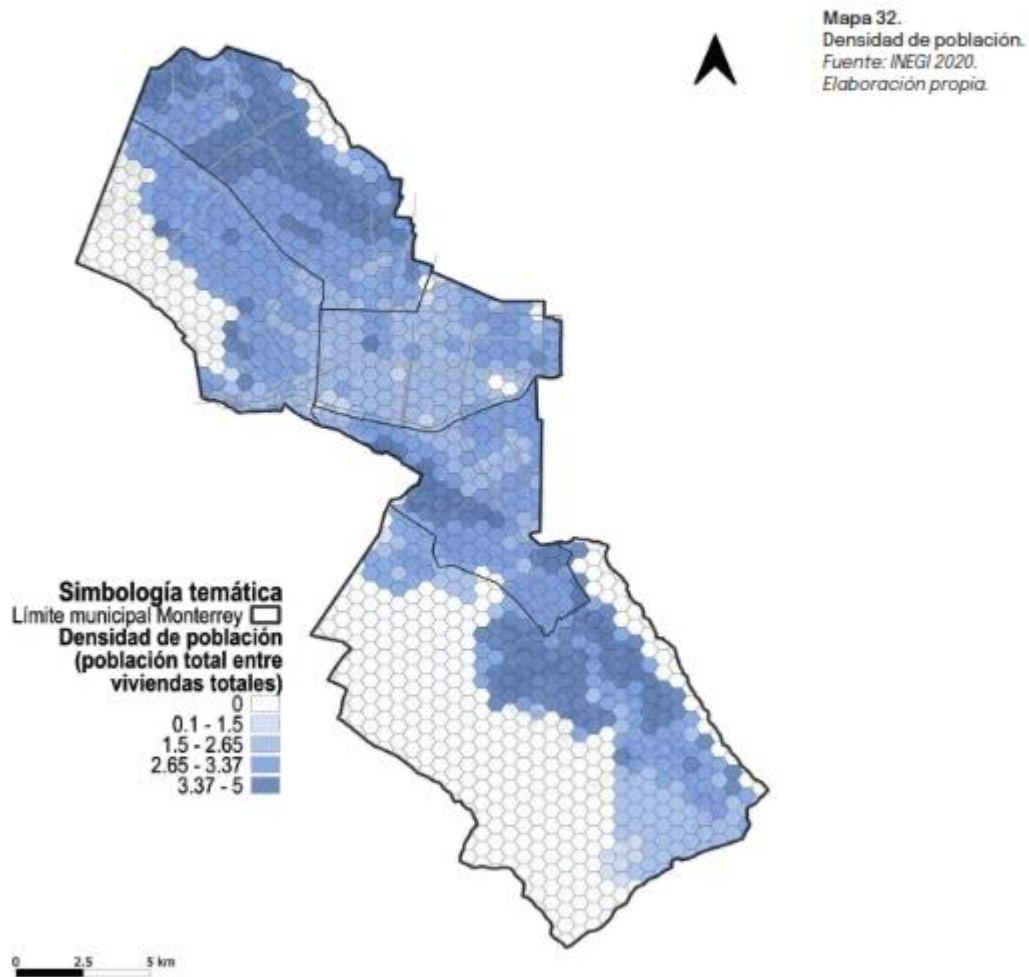 Mapa 32.
Densidad de población.
Fuente: INEGI 2020.
Elaboración propia.
Simbología temática
Límite municipal Monterrey
Densidad de población
(población total entre
viviendas totales)
0
0.1 - 1.5
1.5 - 2.65
2.65 - 3.37
3.37 - 5
0 2.5 5 km